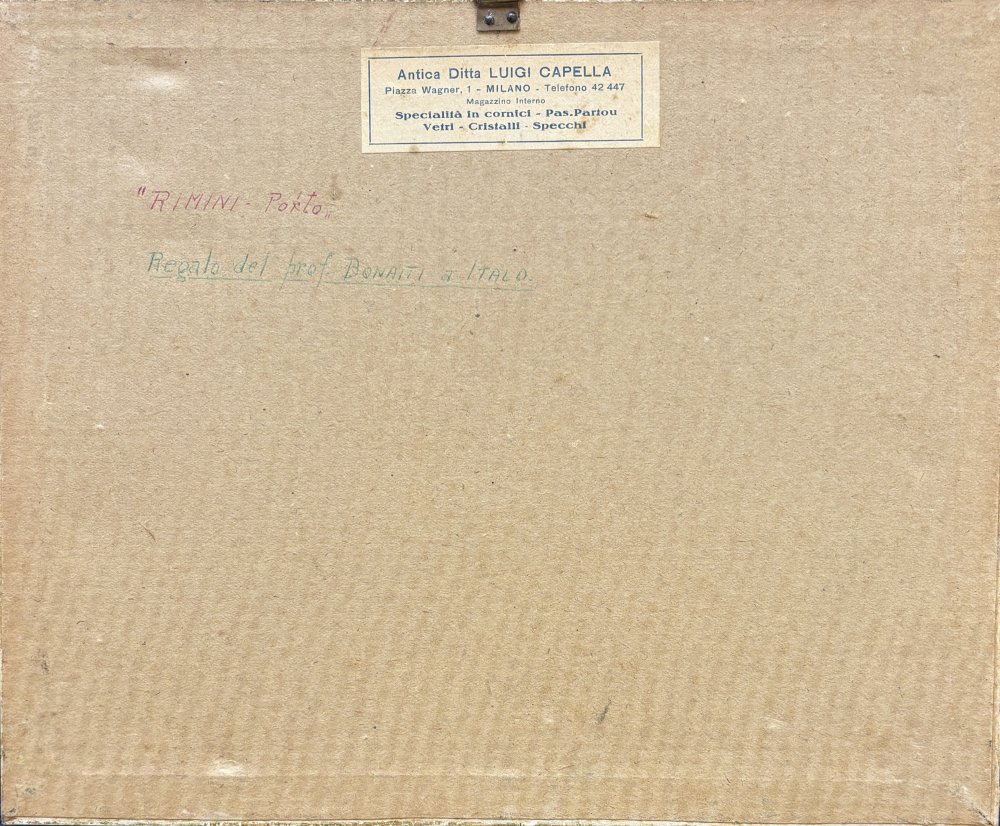 Antica Ditta LUIGI CAPELLA
Piazza Wagner, 1 - MILANO - Telefono 42 447
Magazzino Interno
Specialità in cornici - Pas.Partou
Vetri - Cristalli - Specchi
"RIMINI - Porto„
Regalo del prof. BONAITI a ITALO.